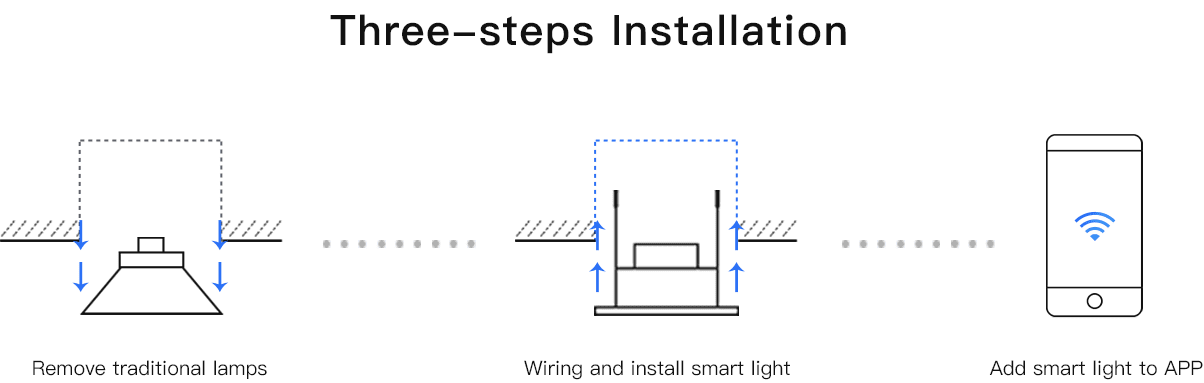 Three-steps Installation
Remove traditional lamps
Wiring and install smart light
Add smart light to APP